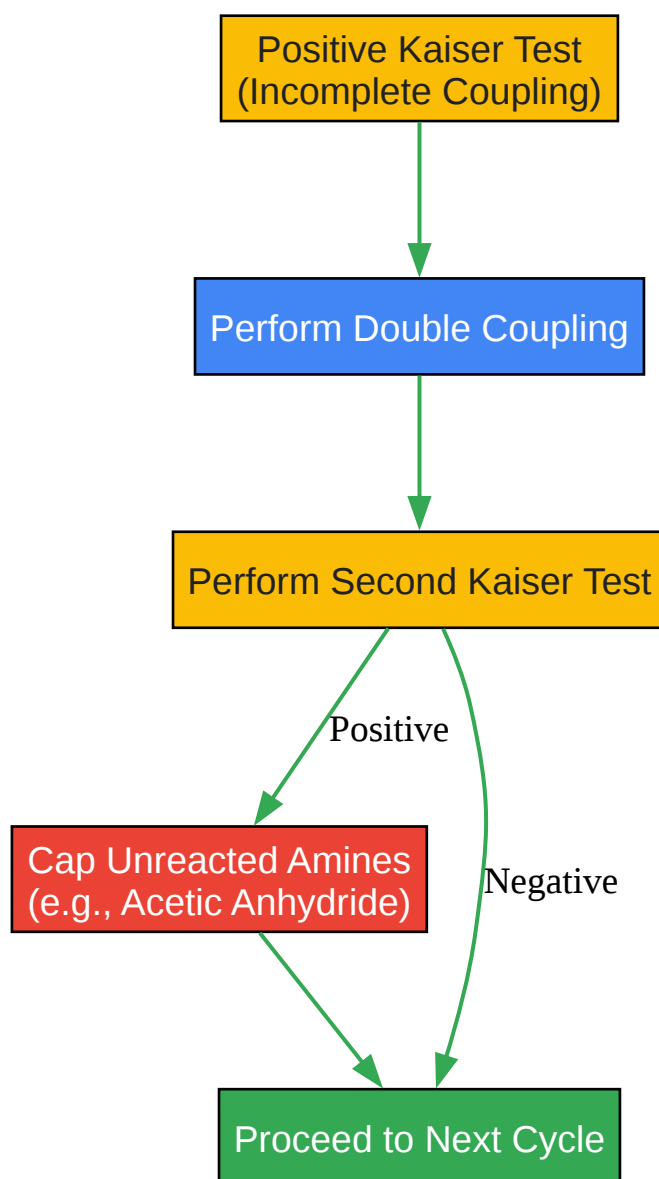 Positive Kaiser Test
(Incomplete Coupling)
Perform Double Coupling
Perform Second Kaiser Test
Positive
Cap Unreacted Amines
(e.g., Acetic Anhydride)
Negative
Proceed to Next Cycle